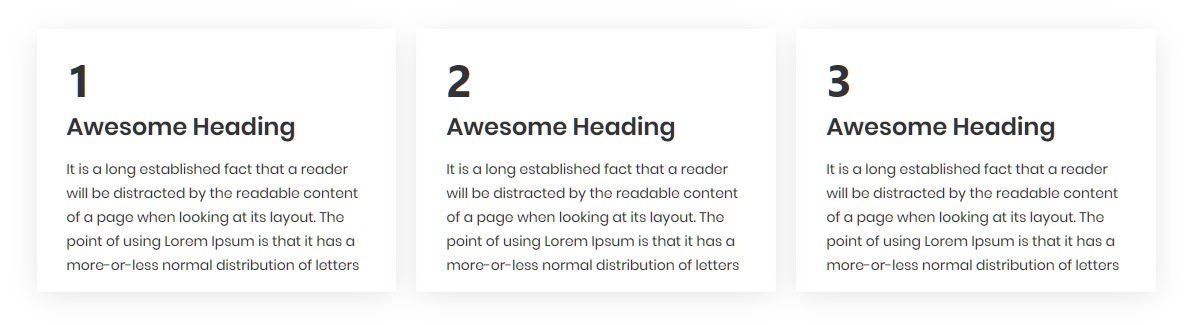 1
Awesome Heading
It is a long established fact that a reader
will be distracted by the readable content
of a page when looking at its layout. The
point of using Lorem Ipsum is that it has a
more-or-less normal distribution of letters
2
Awesome Heading
It is a long established fact that a reader
will be distracted by the readable content
of a page when looking at its layout. The
point of using Lorem Ipsum is that it has a
more-or-less normal distribution of letters
3
Awesome Heading
It is a long established fact that a reader
will be distracted by the readable content
of a page when looking at its layout. The
point of using Lorem Ipsum is that it has a
more-or-less normal distribution of letters